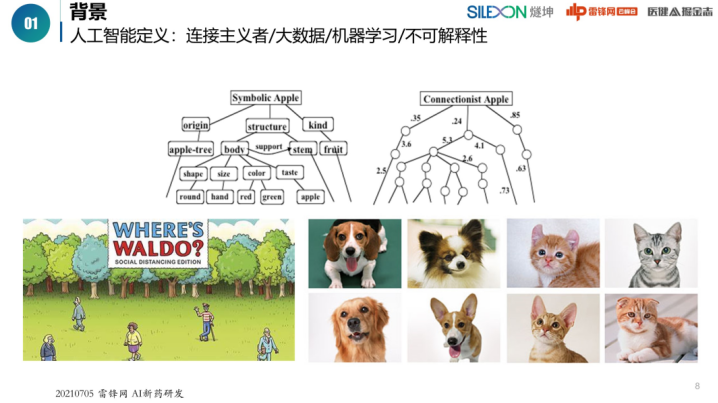 01
背景
SILEXON 燧坤
雷锋网
医健AI掘金志
人工智能定义：连接主义者/大数据/机器学习/不可解释性
Symbolic Apple
origin
structure
kind
apple-tree
body
support
stem
fruit
shape
size
color
taste
round
hand
red
green
apple
Connectionist Apple
.35
.24
.85
3.6
5.3
4.1
2.5
2.6
.63
.73
WHERE'S
WALDO?
SOCIAL DISTANCING EDITION
20210705 雷锋网 AI新药研发
8